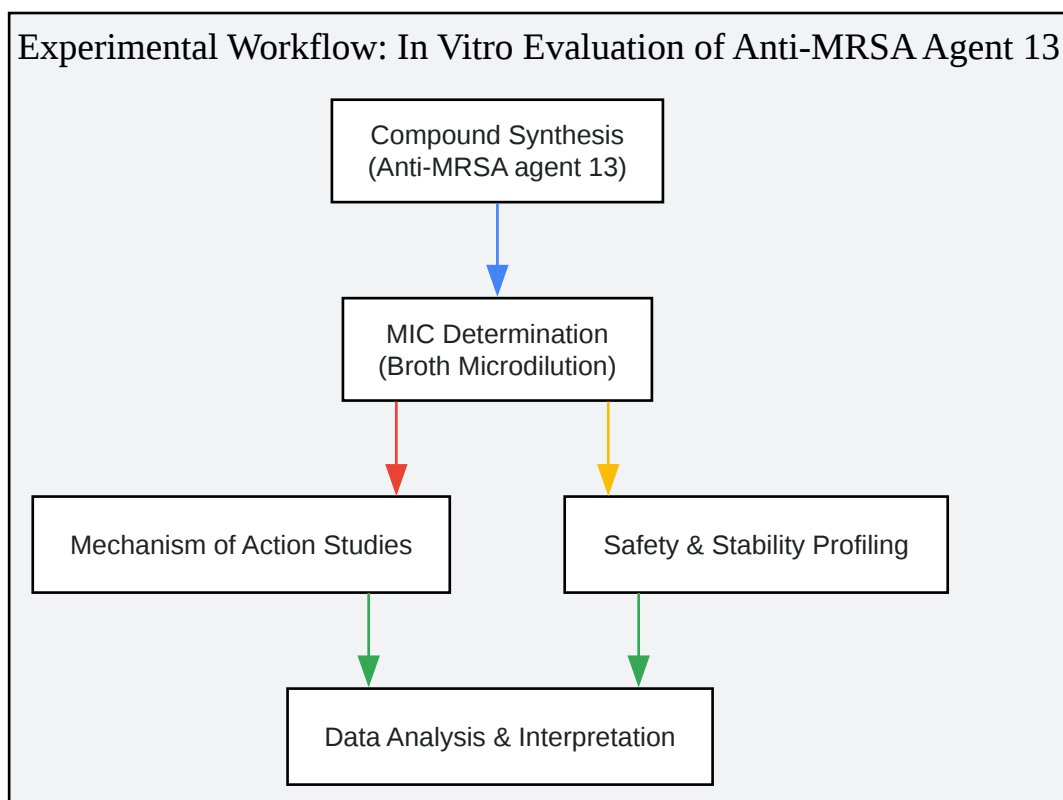 Experimental Workflow: In Vitro Evaluation of Anti-MRSA Agent 13
Compound Synthesis
(Anti-MRSA agent 13)
MIC Determination
(Broth Microdilution)
Mechanism of Action Studies
Safety & Stability Profiling
Data Analysis & Interpretation